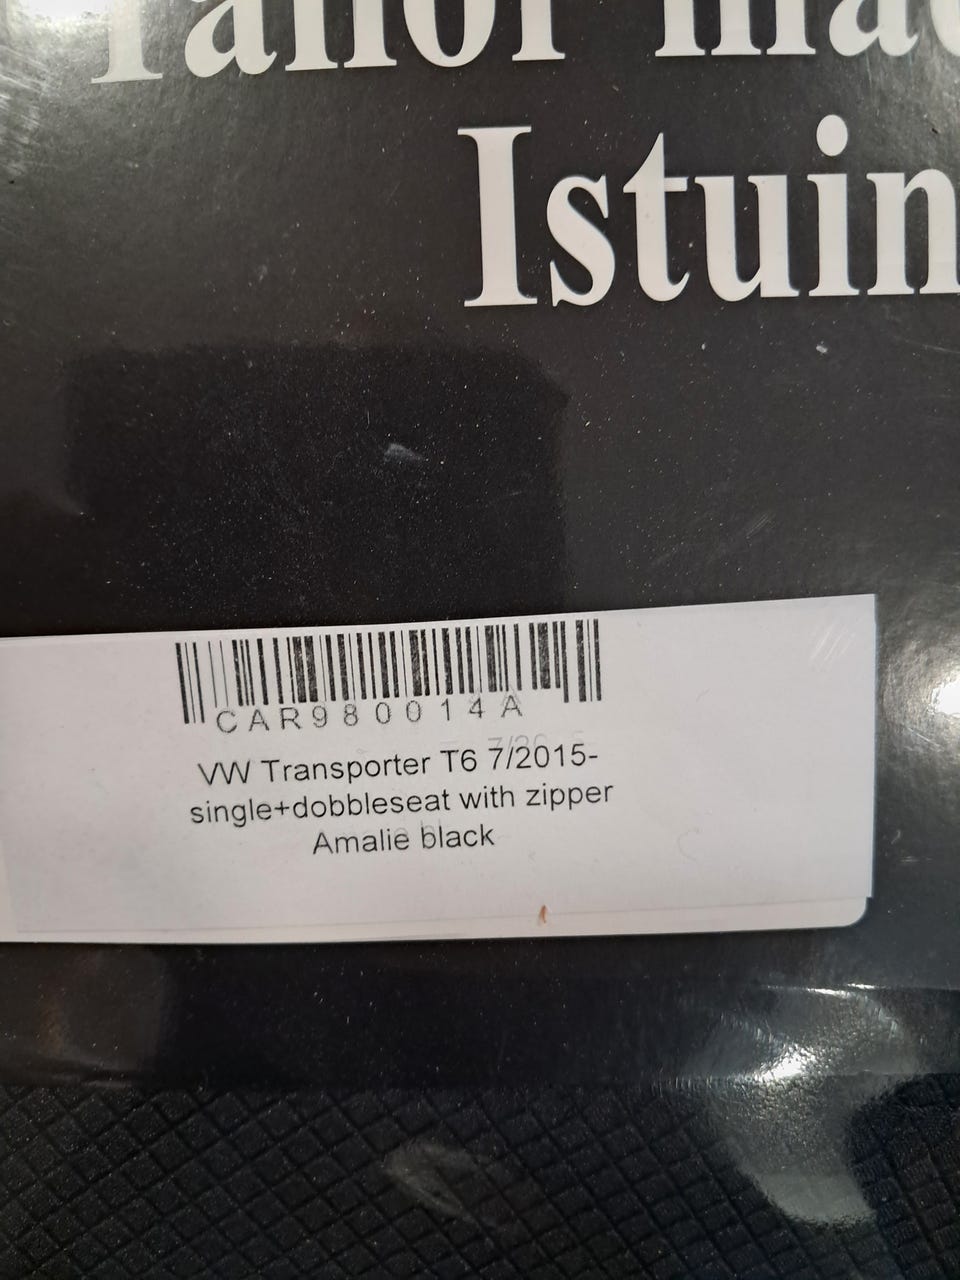 Istuin
CAR980014A
VW Transporter T6 7/2015-
single+dobbleseat with zipper
Amalie black